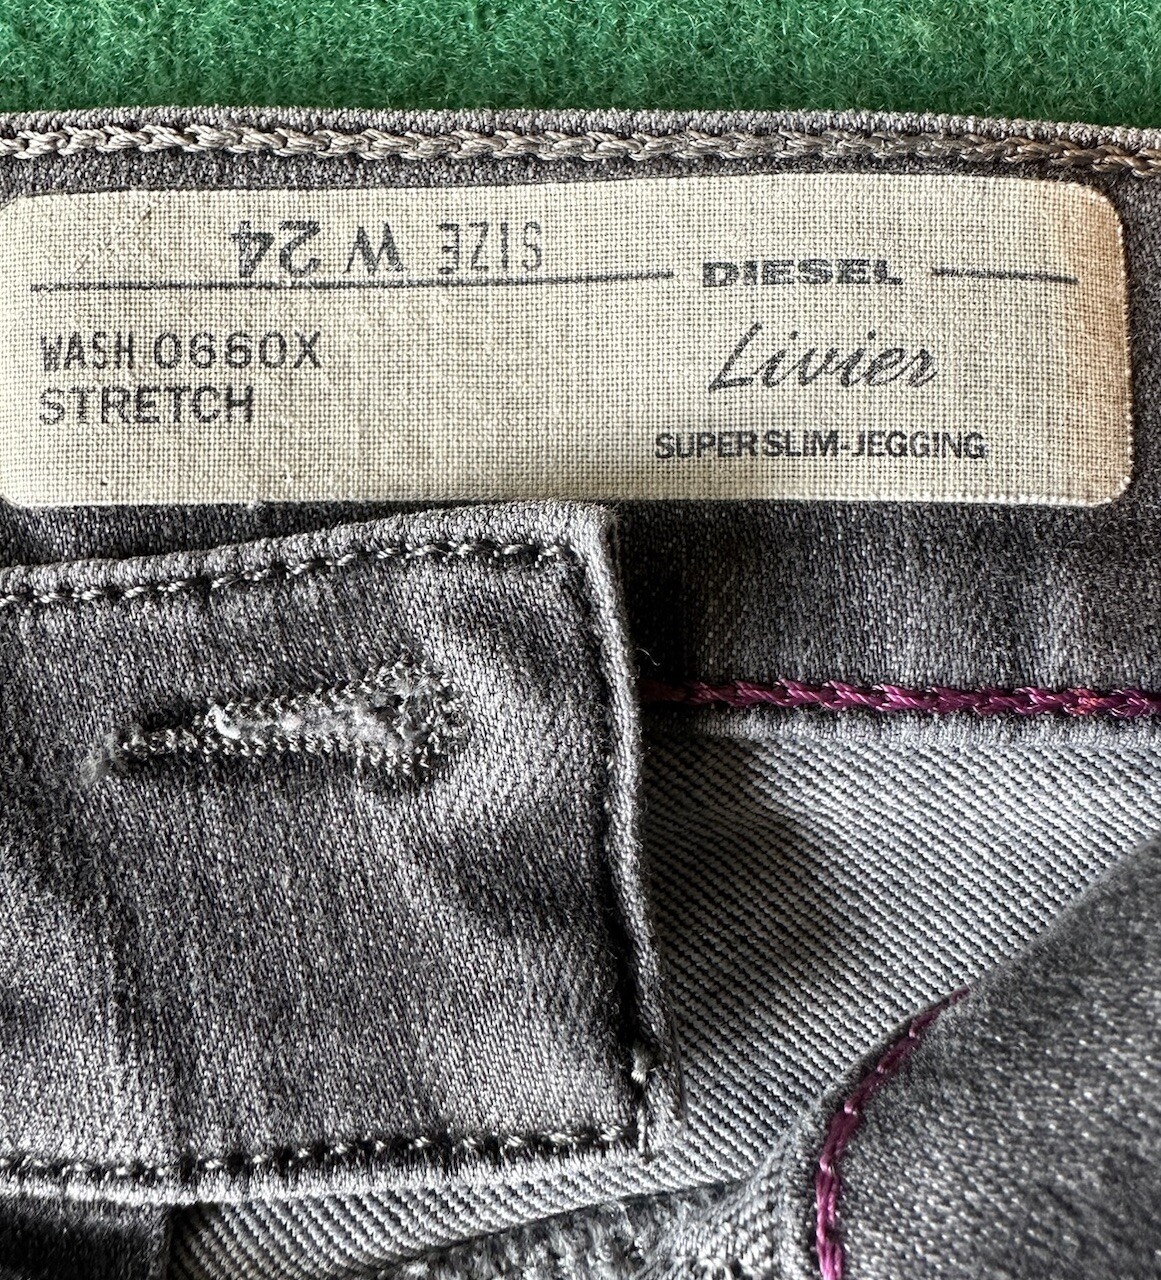 SIZE W 24
DIESEL
WASH 0660X
STRETCH
Livier
SUPER SLIM-JEGGING